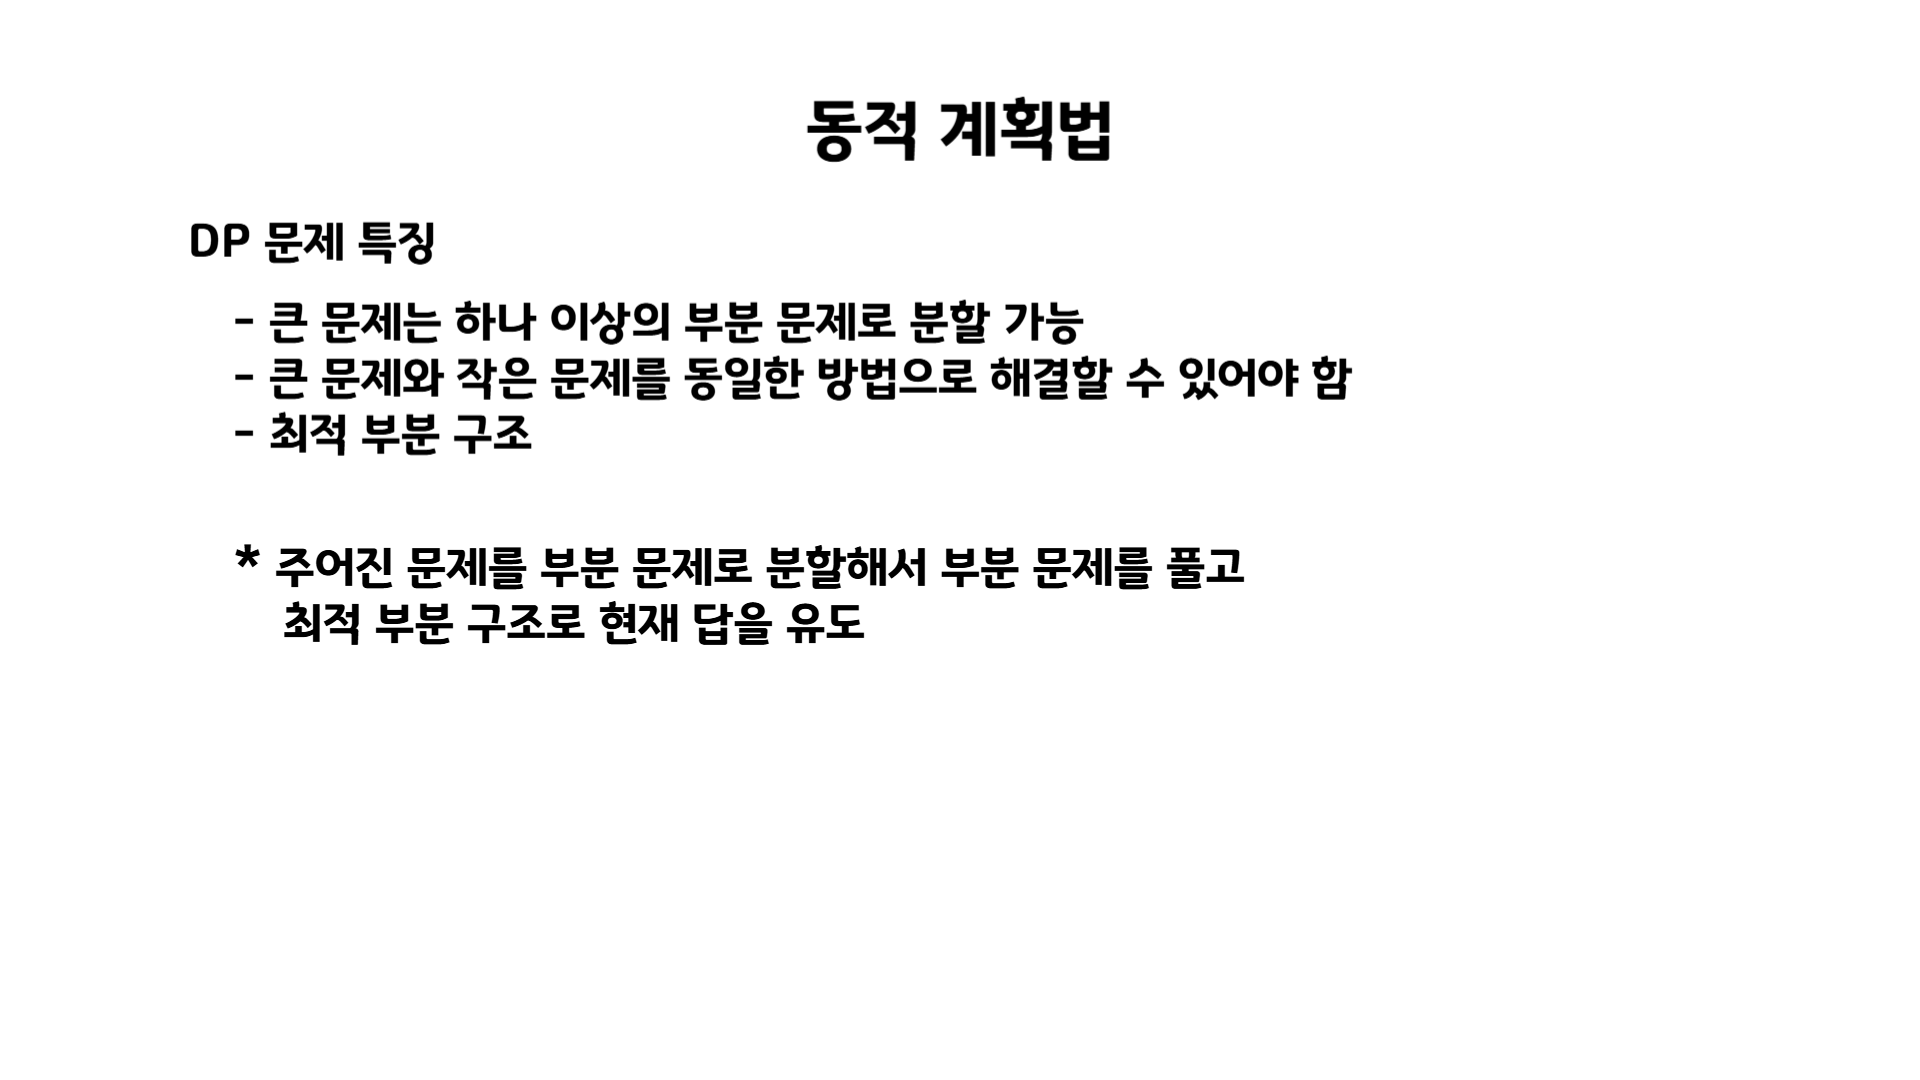 동적 계획법
DP 문제 특징
- 큰 문제는 하나 이상의 부분 문제로 분할 가능
- 큰 문제와 작은 문제를 동일한 방법으로 해결할 수 있어야 함
- 최적 부분 구조
* 주어진 문제를 부분 문제로 분할해서 부분 문제를 풀고
최적 부분 구조로 현재 답을 유도